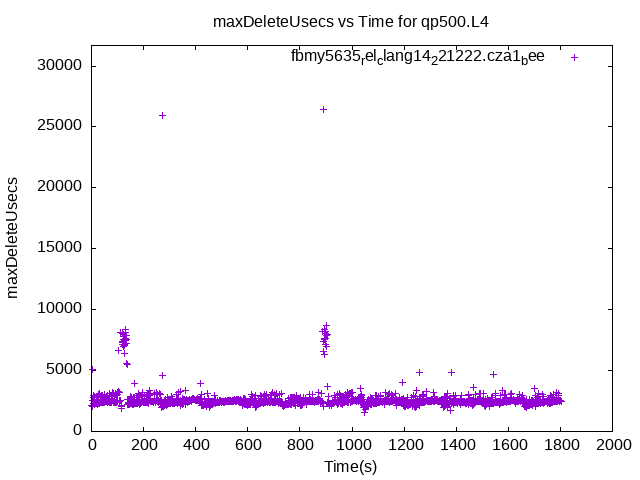 maxDeleteUsecs vs Time for qp500.L4
fbmy5635relclang14221222.cza1bee
30000
25000
20000
15000
10000
5000
0
maxDeleteUsecs
0 200 400 600 800 1000 1200 1400 1600 1800 2000
Time(s)